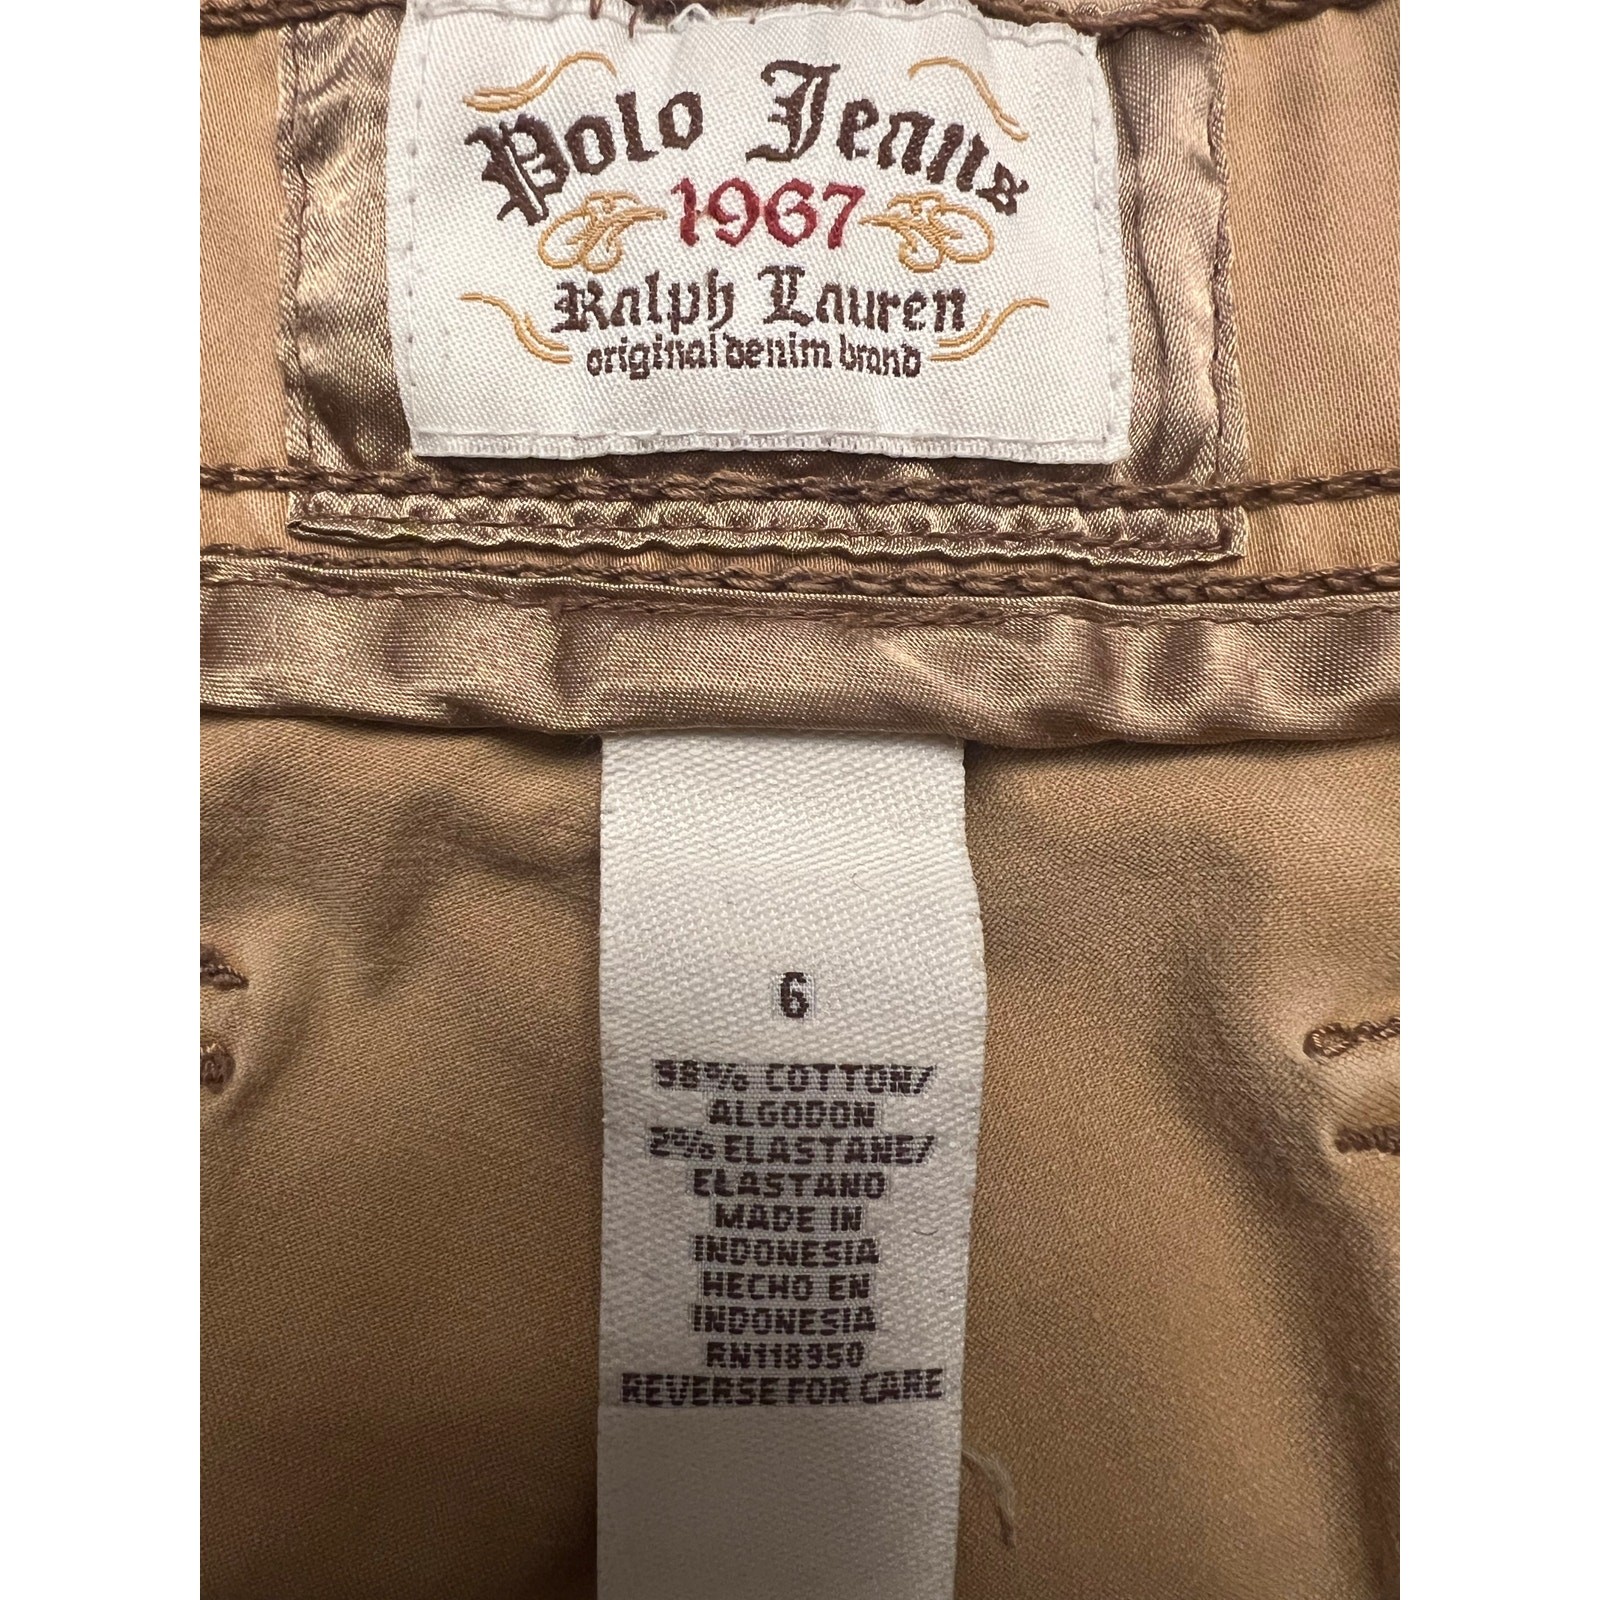 Polo Jeans
1967
Ralph Lauren
original denim brand
6
98% COTTON/
ALGODON
2% ELASTANE/
ELASTANO
MADE IN
INDONESIA
HECHO EN
INDONESIA
RN118950
REVERSE FOR CARE